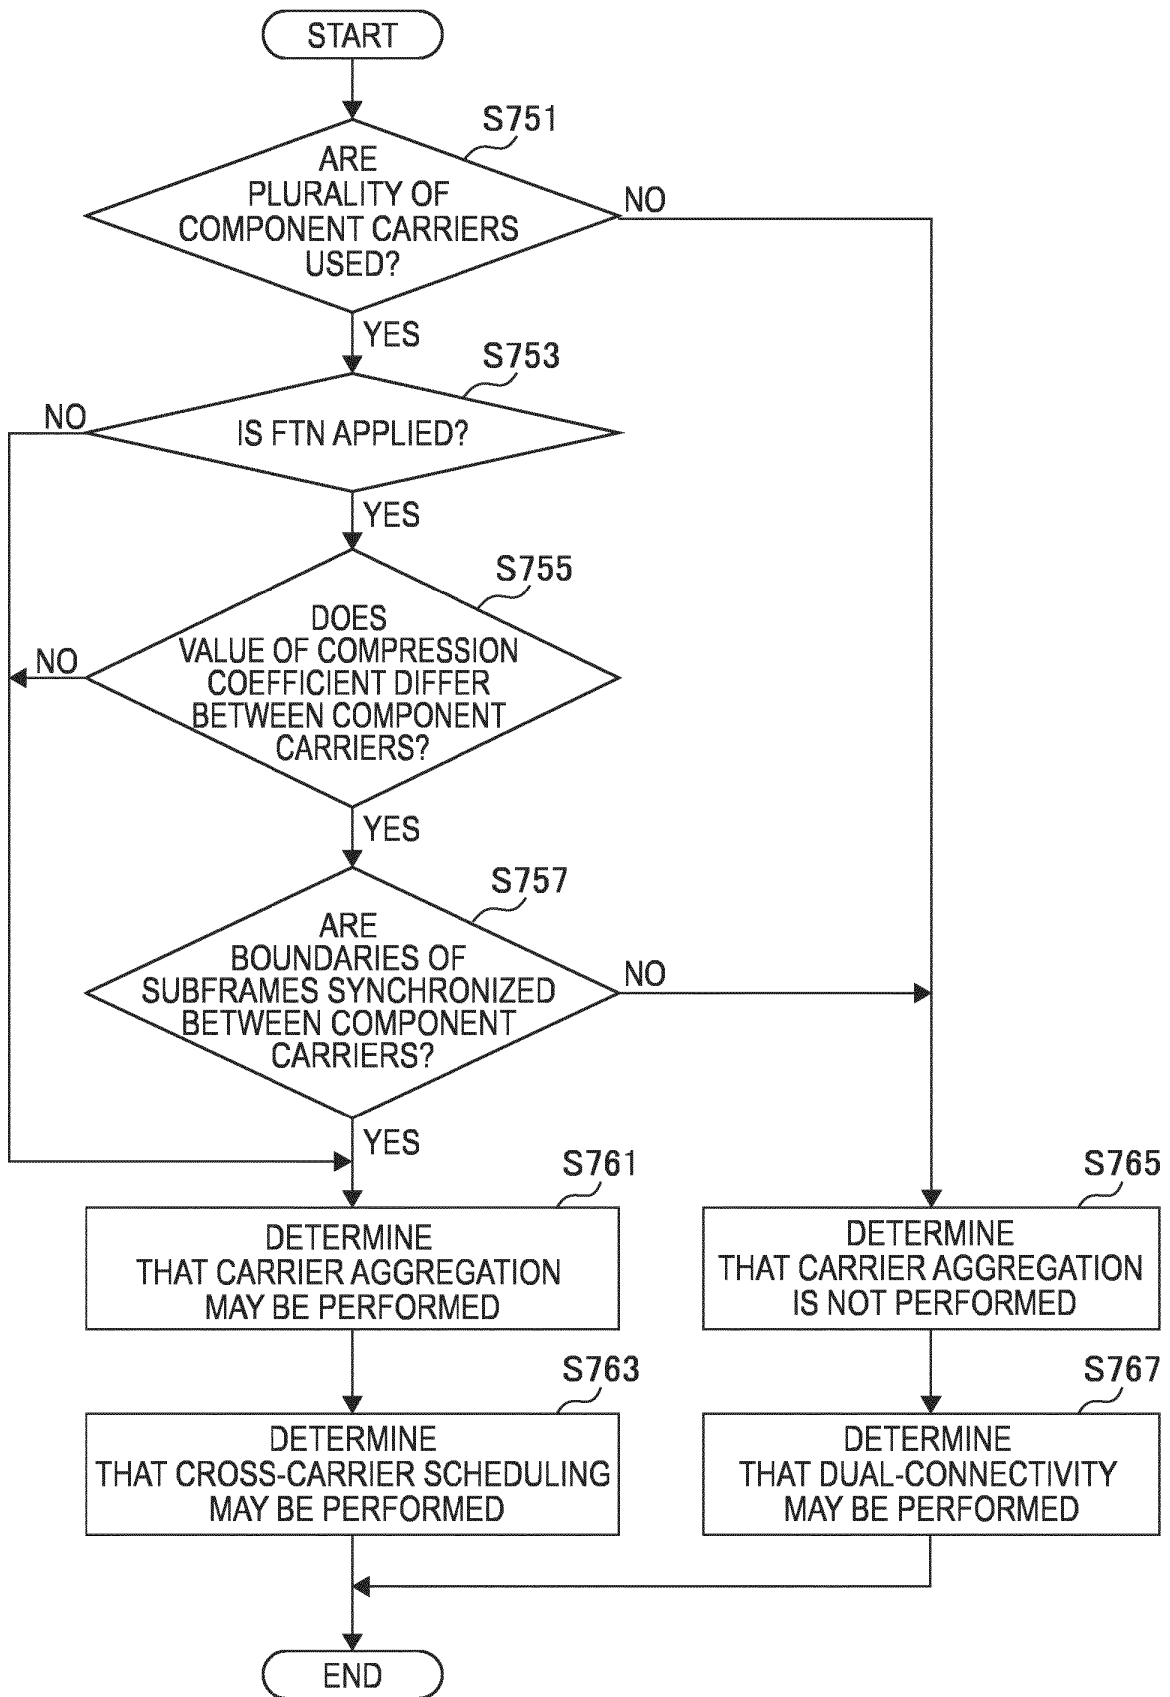 START
S751
ARE
PLURALITY OF
COMPONENT CARRIERS
USED?
NO
YES
S753
NO
IS FTN APPLIED?
YES
S755
DOES
VALUE OF COMPRESSION
COEFFICIENT DIFFER
BETWEEN COMPONENT
CARRIERS?
NO
YES
S757
ARE
BOUNDARIES OF
SUBFRAMES SYNCHRONIZED
BETWEEN COMPONENT
CARRIERS?
NO
YES
S761
DETERMINE
THAT CARRIER AGGREGATION
MAY BE PERFORMED
S765
DETERMINE
THAT CARRIER AGGREGATION
IS NOT PERFORMED
S763
DETERMINE
THAT CROSS-CARRIER SCHEDULING
MAY BE PERFORMED
S767
DETERMINE
THAT DUAL-CONNECTIVITY
MAY BE PERFORMED
END